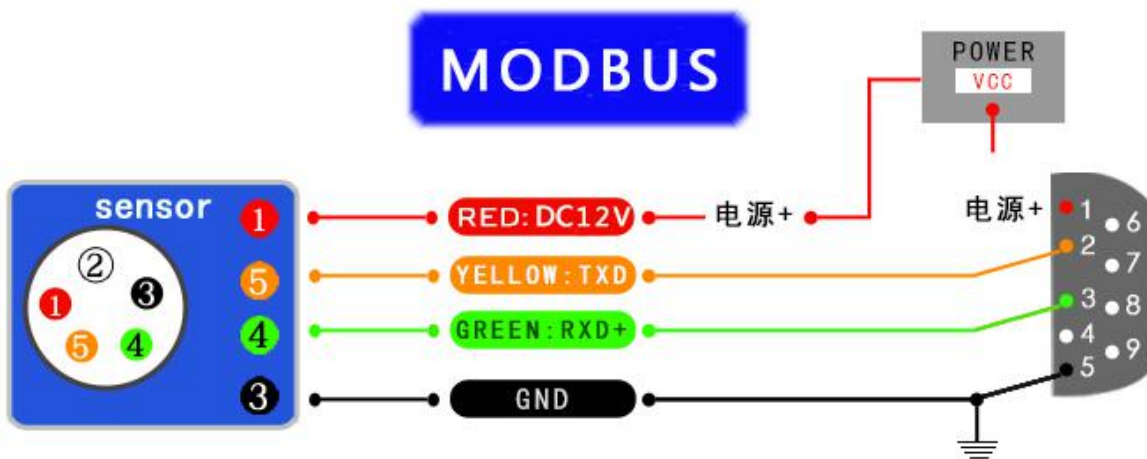 MODBUS
POWER
VCC
sensor
1
RED:DC12V
电源+
电源+
1
6
②
5
YELLOW:TXD
2
7
1
3
4
GREEN:RXD+
3
8
5
4
4
9
3
GND
5